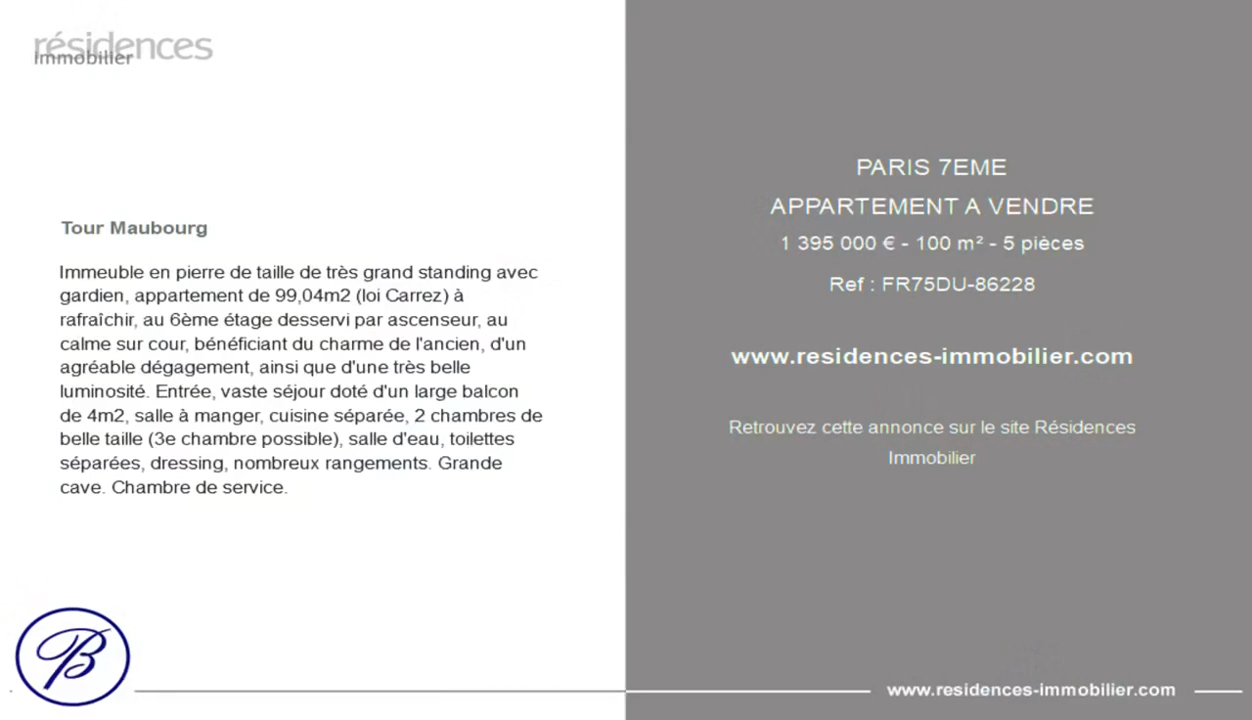 résidences
immobilier
Tour Maubourg
Immeuble en pierre de taille de très grand standing avec
gardien, appartement de 99,04m2 (loi Carrez) à
rafraîchir, au 6ème étage desservi par ascenseur, au
calme sur cour, bénéficiant du charme de l'ancien, d'un
agréable dégagement, ainsi que d'une très belle
luminosité. Entrée, vaste séjour doté d'un large balcon
de 4m2, salle à manger, cuisine séparée, 2 chambres de
belle taille (3e chambre possible), salle d'eau, toilettes
séparées, dressing, nombreux rangements. Grande
cave. Chambre de service.
B
PARIS 7EME
APPARTEMENT A VENDRE
1 395 000 € - 100 m² - 5 pièces
Ref : FR75DU-86228
www.residences-immobilier.com
Retrouvez cette annonce sur le site Résidences
Immobilier
www.residences-immobilier.com